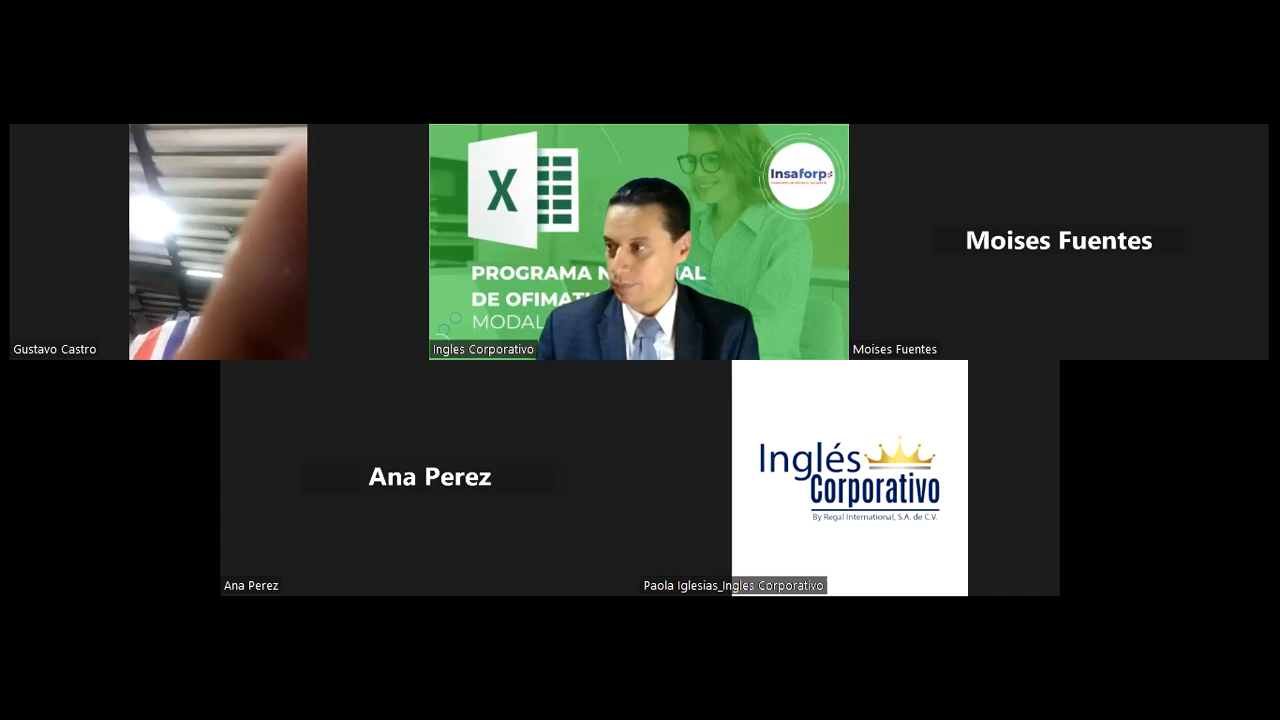 X
Insaforp
PROGRAMA N IAL
DE OFIMATI
MODAL
Gustavo Castro
Ingles Corporativo
Moises Fuentes
Moises Fuentes
Ana Perez
Ana Perez
Inglés
Corporativo
By Regal International, S.A. de C.V.
Paola Iglesias_Ingles Corporativo